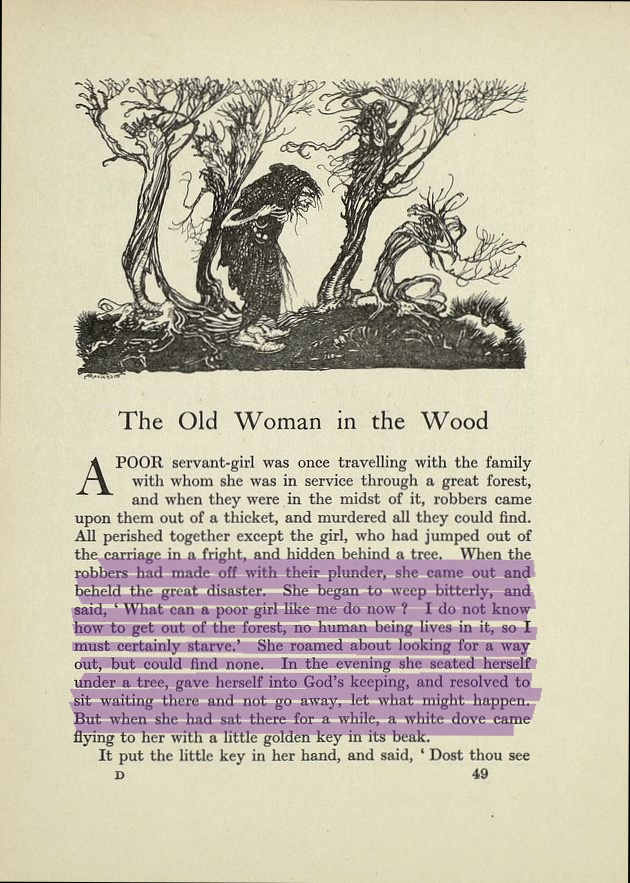 The Old Woman in the Wood
A POOR servant-girl was once travelling with the family
with whom she was in service through a great forest,
and when they were in the midst of it, robbers came
upon them out of a thicket, and murdered all they could find.
All perished together except the girl, who had jumped out of
the carriage in a fright, and hidden behind a tree. When the
robbers had made off with their plunder, she came out and
beheld the great disaster. She began to weep bitterly, and
said, ‘ What can a poor girl like me do now ? I do not know
how to get out of the forest, no human being lives in it, so I
must certainly starve.’ She roamed about looking for a way
out, but could find none. In the evening she seated herself
under a tree, gave herself into God's keeping, and resolved to
sit waiting there and not go away, let what might happen.
But when she had sat there for a while, a white dove came
flying to her with a little golden key in its beak.
It put the little key in her hand, and said, ‘ Dost thou see
D 49